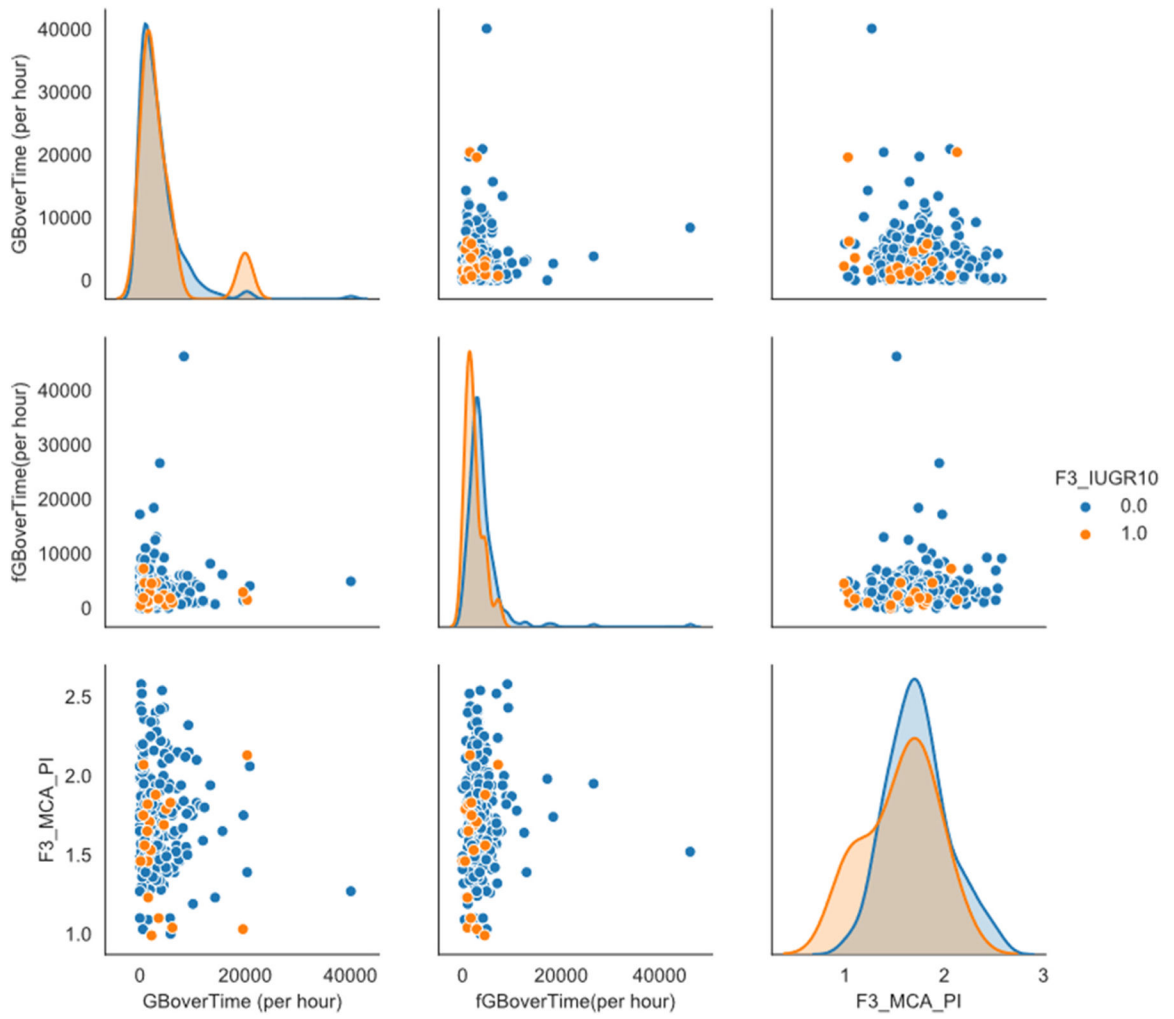 GBoverTime (per hour)
40000
30000
20000
10000
0
fGBoverTime(per hour)
40000
30000
20000
10000
0
F3_IUGR10
0.0
1.0
F3_MCA_PI
2.5
2.0
1.5
1.0
0 20000 40000
GBoverTime (per hour)
0 20000 40000
fGBoverTime(per hour)
1 2 3
F3_MCA_PI